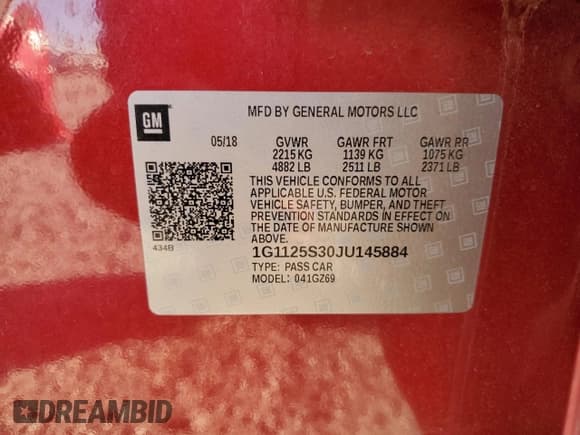 GM
MFD BY GENERAL MOTORS LLC
05/18 GVWR GAWR FRT GAWR RR
2215 KG 1139 KG 1075 KG
4882 LB 2511 LB 2371 LB
THIS VEHICLE CONFORMS TO ALL
APPLICABLE U.S. FEDERAL MOTOR
VEHICLE SAFETY, BUMPER, AND THEFT
PREVENTION STANDARDS IN EFFECT ON
THE DATE OF MANUFACTURE SHOWN
ABOVE.
434B
1G1125S30JU145884
TYPE: PASS CAR
MODEL: 041GZ69
DREAMBID